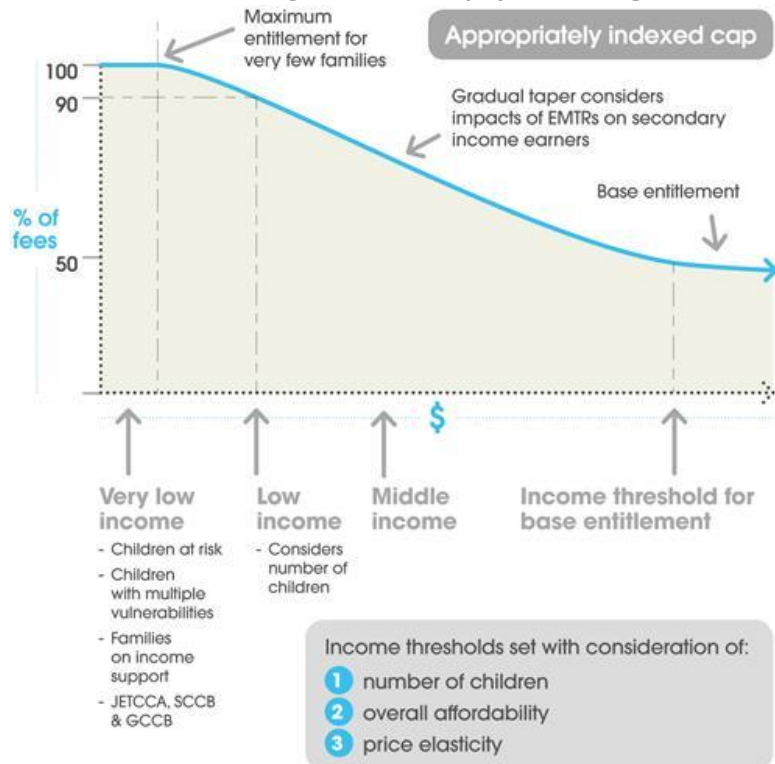 Maximum
entitlement for
very few families
Appropriately indexed cap
100
90
Gradual taper considers
impacts of EMTRs on secondary
income earners
Base entitlement
% of
fees
50
$
Very low
income
- Children at risk
- Children
with multiple
vulnerabilities
- Families
on income
support
- JETCCA, SCCB
& GCCB
Low
income
- Considers
number of
children
Middle
income
Income threshold for
base entitlement
Income thresholds set with consideration of:
1 number of children
2 overall affordability
3 price elasticity